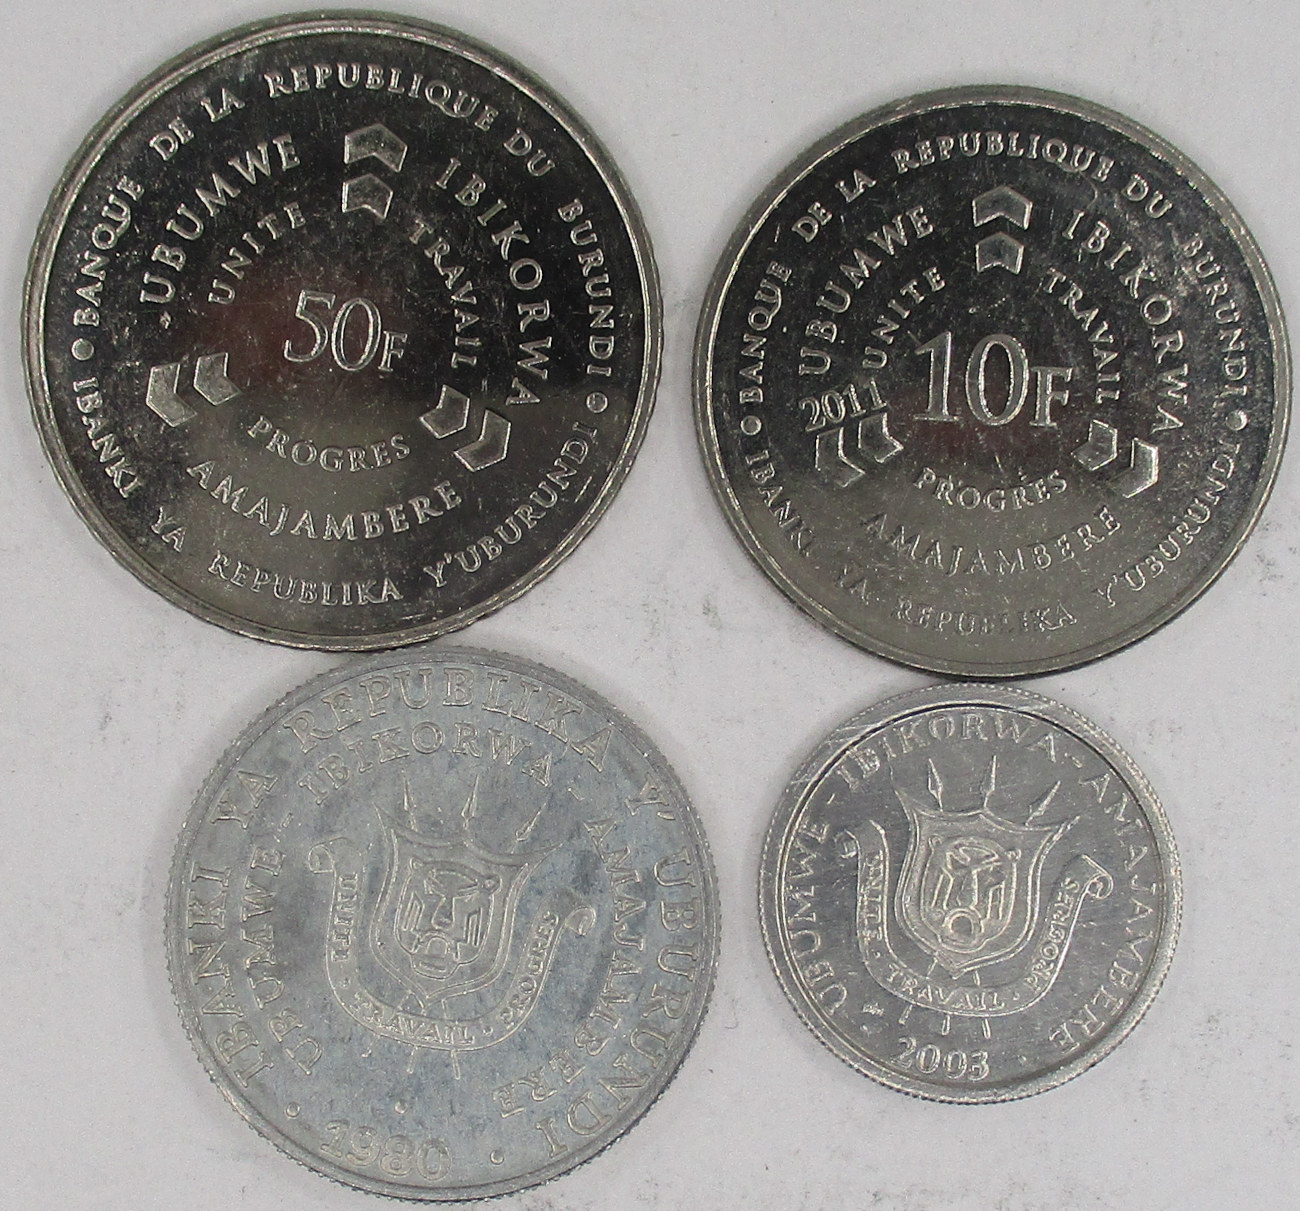 BANQUE DE LA REPUBLIQUE DU BURUNDI
UBUMWE IBIKORWA
UNITE TRAVAIL
50F
PROGRES
AMAJAMBERE
IBANKI YA REPUBLIKA Y'UBURUNDI
BANQUE DE LA REPUBLIQUE DU BURUNDI
UBUMWE IBIKORWA
UNITE TRAVAIL
2011
10F
PROGRES
AMAJAMBERE
IBANKI YA REPUBLIKA Y'UBURUNDI
IBANKI YA REPUBLIKA Y'UBURUNDI
UBUMWE - IBIKORWA - AMAJAMBERE
UNITE · TRAVAIL · PROGRES
· 1980 ·
· UBUMWE - IBIKORWA - AMAJAMBERE ·
UNITE · TRAVAIL · PROGRES
2003